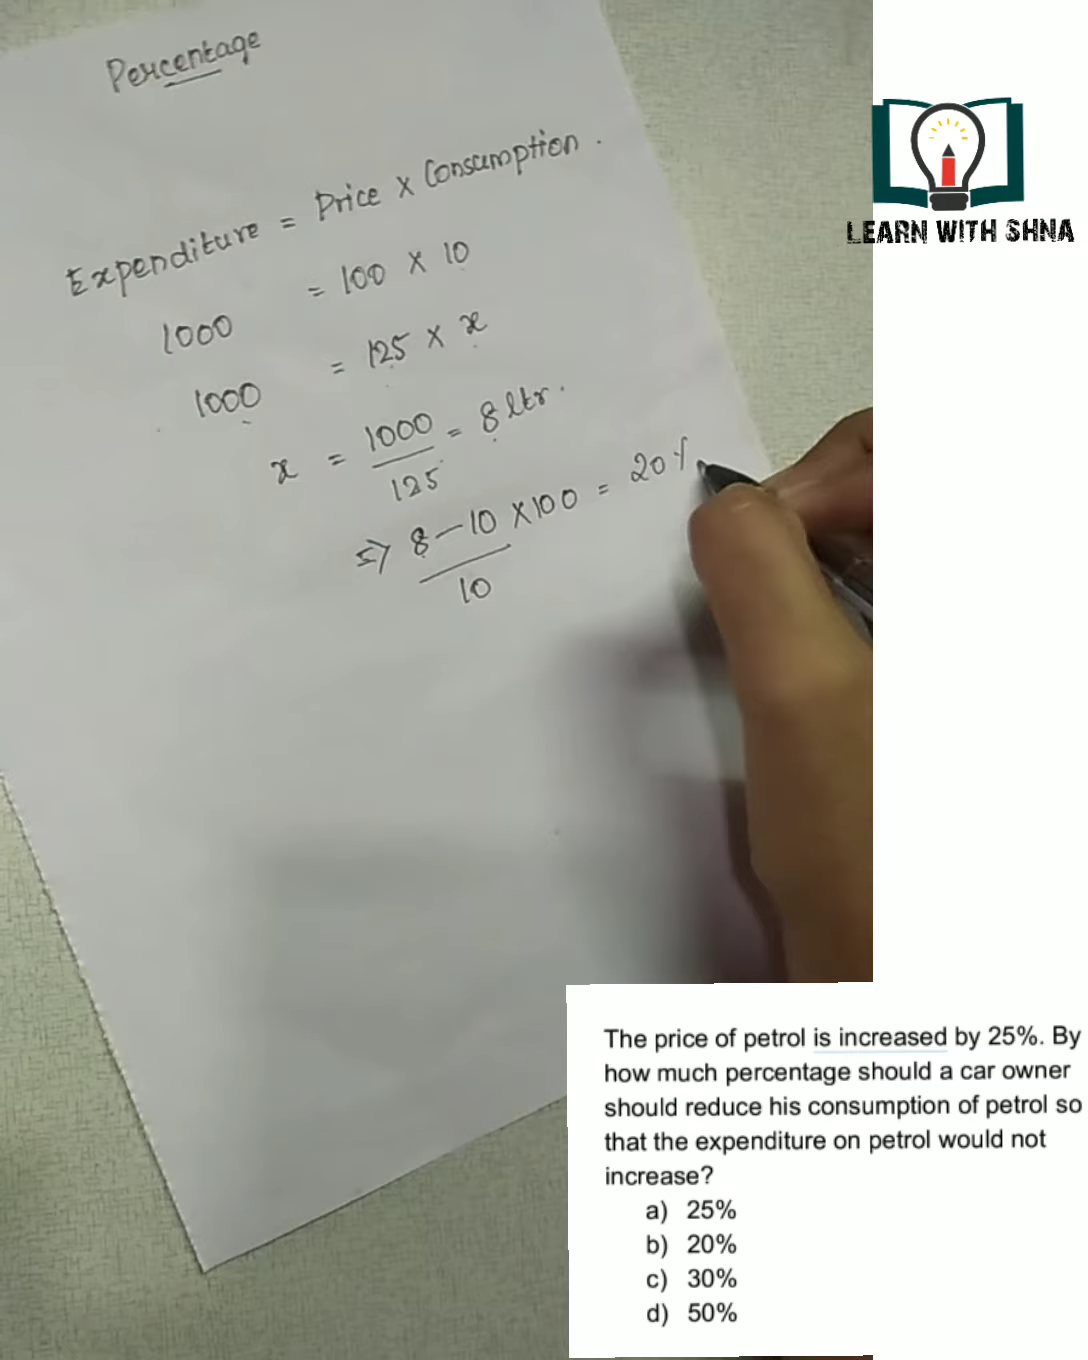 Percentage
Expenditure = Price x Consumption.
1000 = 100 x 10
1000 = 125 x x
x = 1000/125 = 8 ltr.
=> 8-10/10 x100 = 20%
LEARN WITH SHNA
The price of petrol is increased by 25%. By
how much percentage should a car owner
should reduce his consumption of petrol so
that the expenditure on petrol would not
increase?
a) 25%
b) 20%
c) 30%
d) 50%